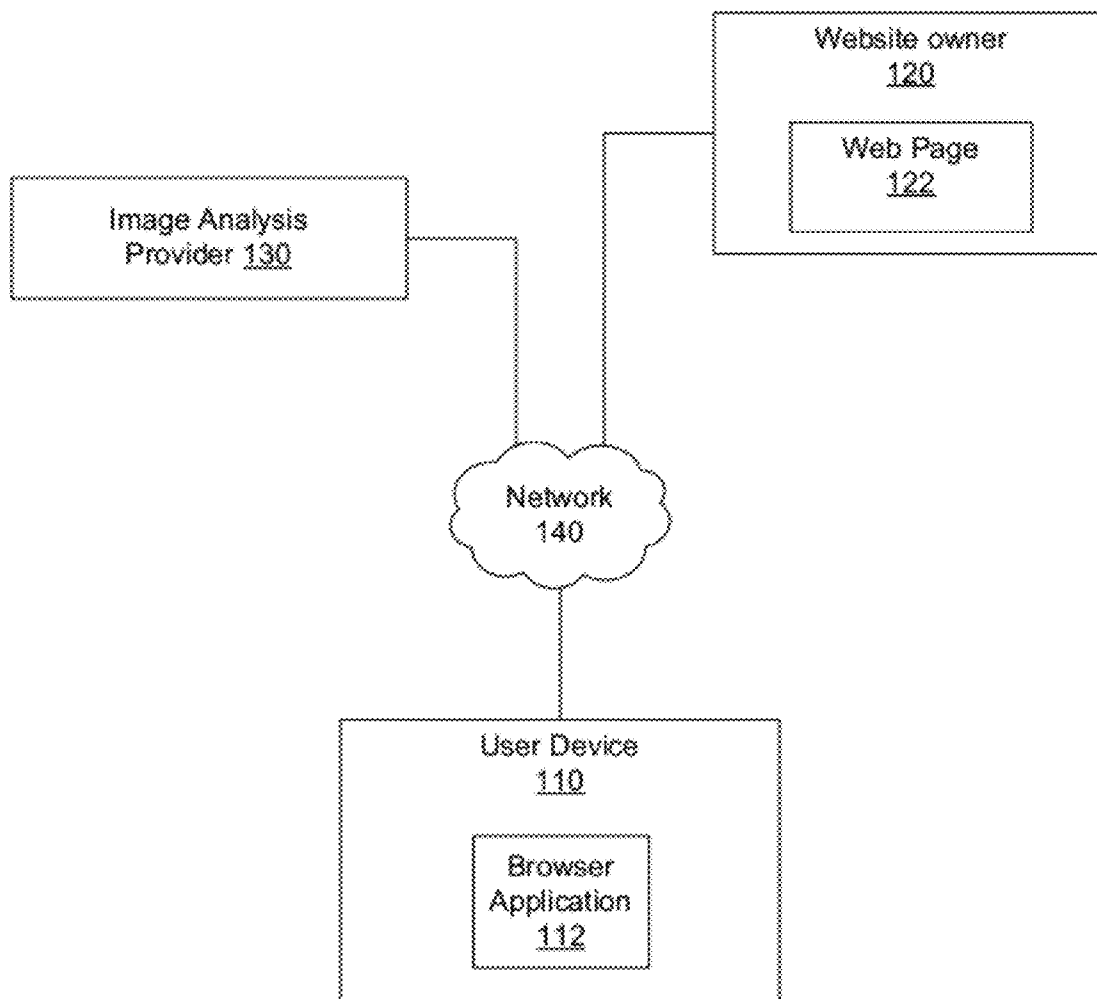 Website owner
120
Web Page
122
Image Analysis
Provider 130
Network
140
User Device
110
Browser
Application
112